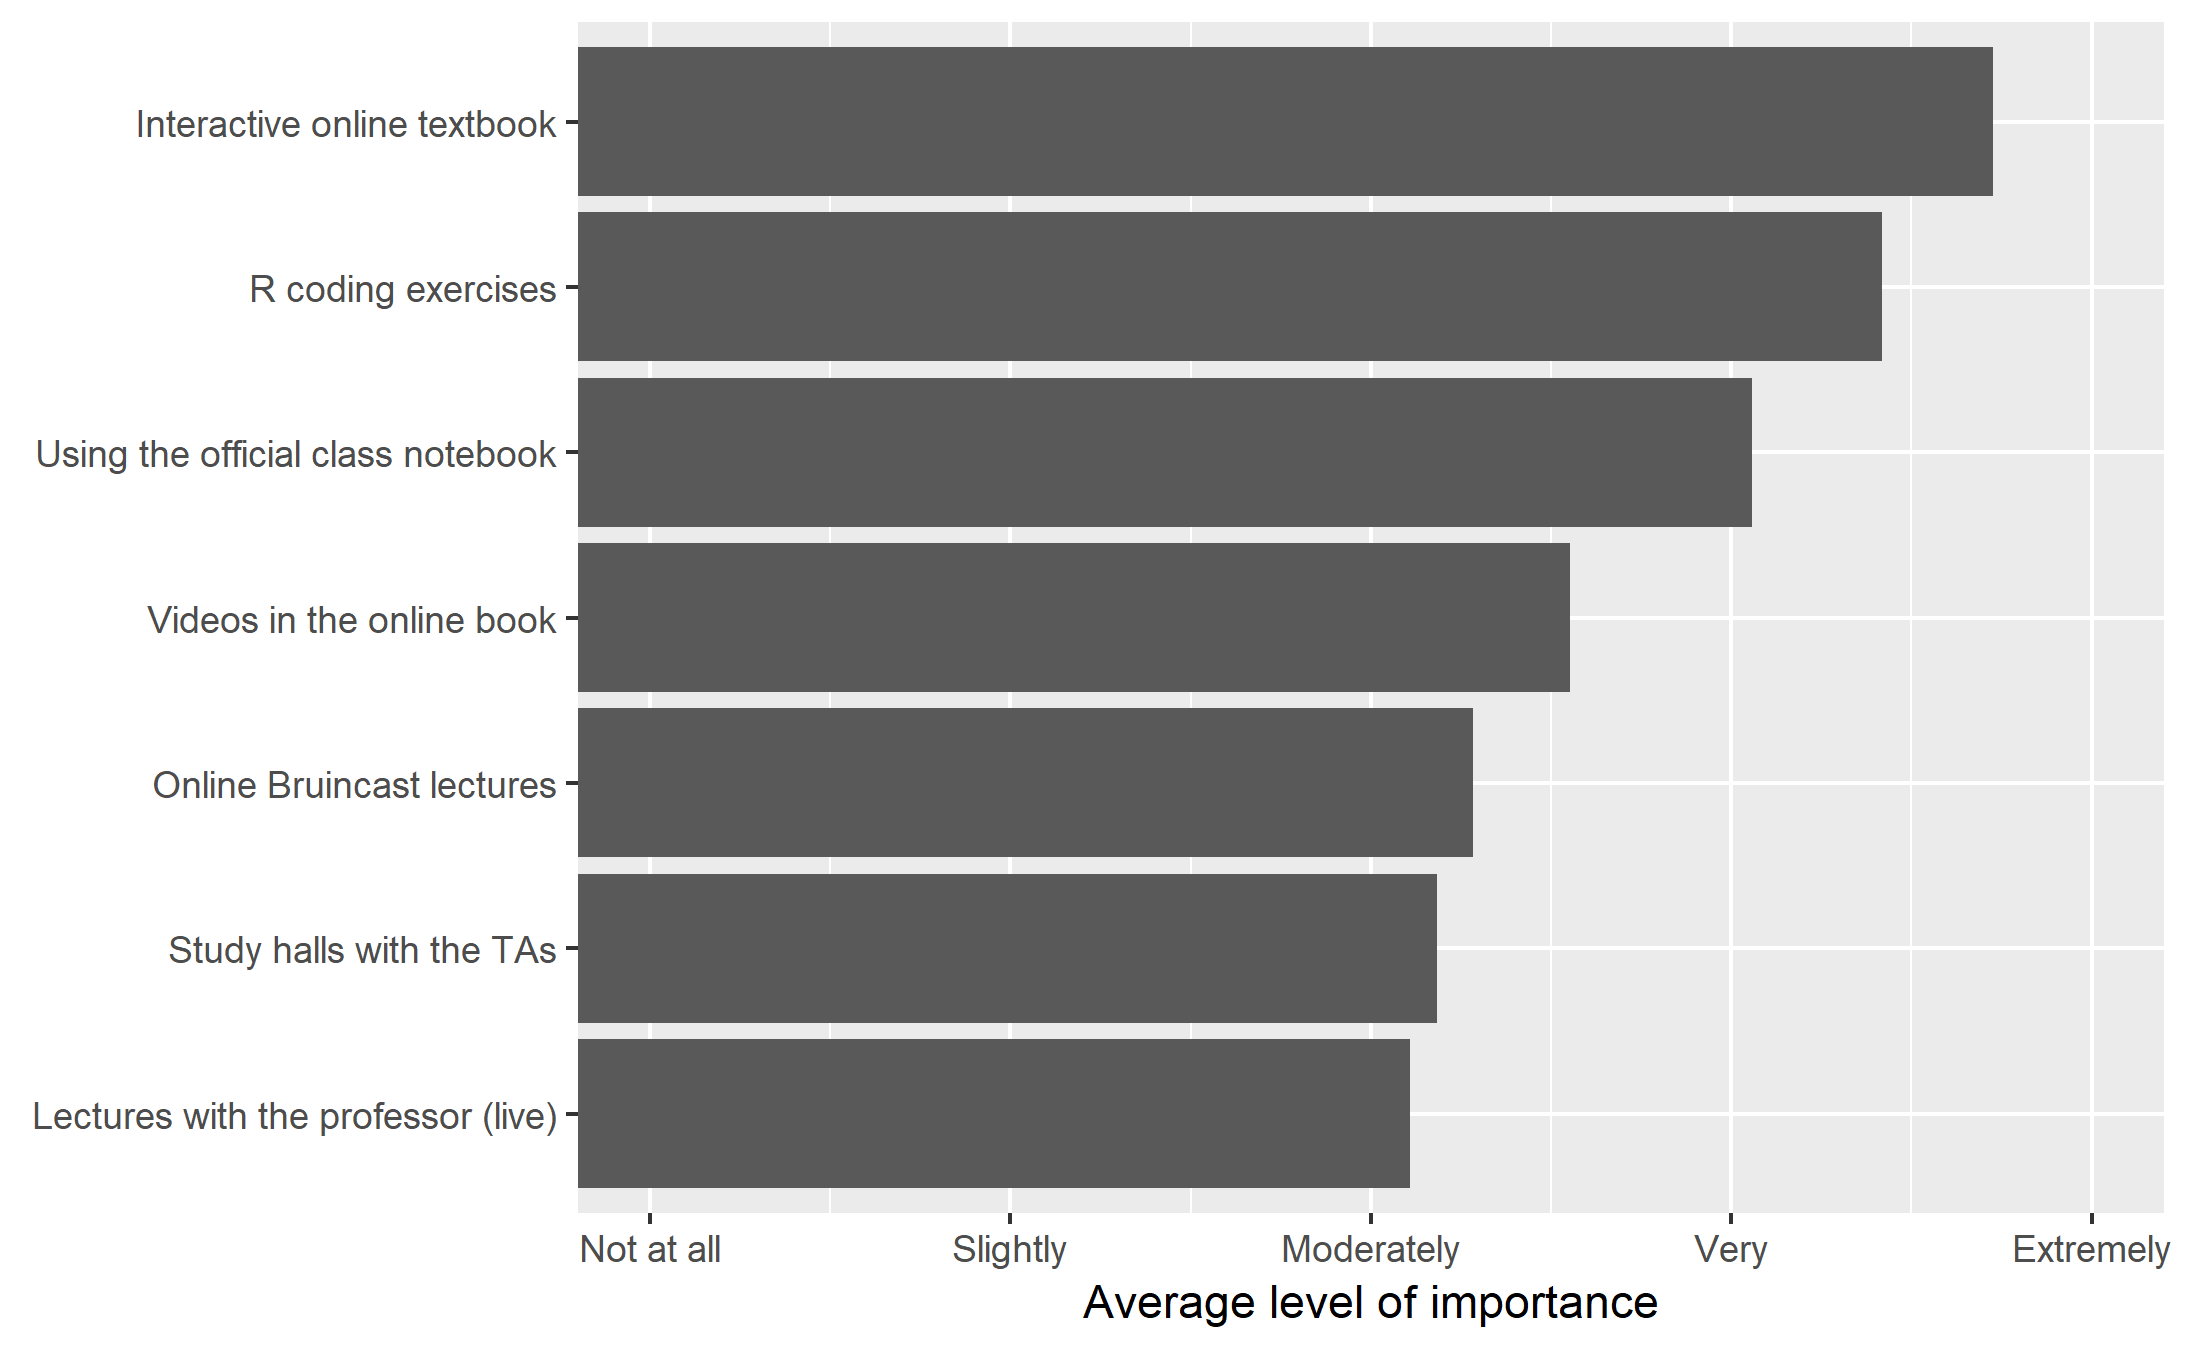 Interactive online textbook
R coding exercises
Using the official class notebook
Videos in the online book
Online Bruincast lectures
Study halls with the TAs
Lectures with the professor (live)
Not at all Slightly Moderately Very Extremely
Average level of importance